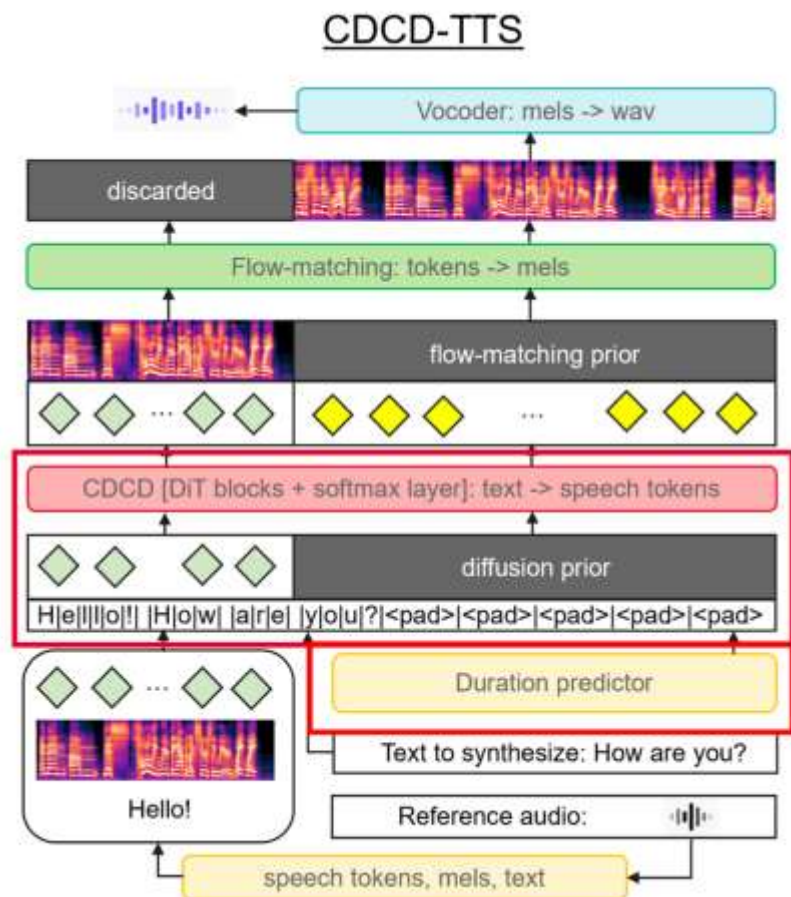 CDCD-TTS
Vocoder: mels -> wav
discarded
Flow-matching: tokens -> mels
flow-matching prior
...
...
CDCD [DiT blocks + softmax layer]: text -> speech tokens
diffusion prior
H|e|l|l|o|!| |H|o|w| |a|r|e| |y|o|u|?|<pad>|<pad>|<pad>|<pad>|<pad>
...
Duration predictor
Text to synthesize: How are you?
Hello!
Reference audio:
speech tokens, mels, text